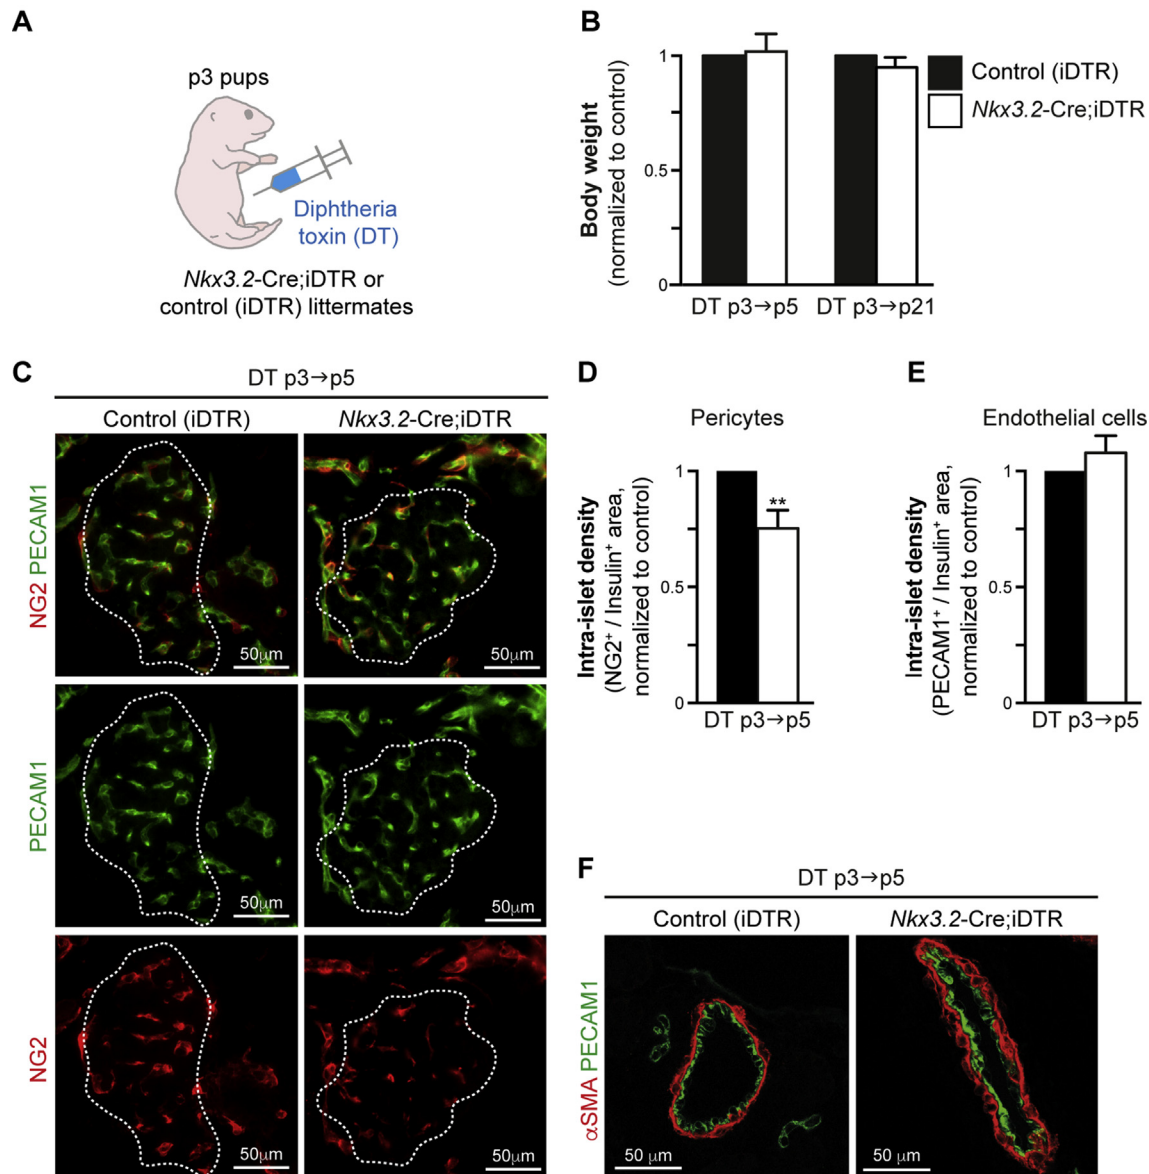 A
p3 pups
Diphtheria
toxin (DT)
Nkx3.2-Cre;iDTR or
control (iDTR) littermates
B
Body weight
(normalized to control)
1
0.5
0
DT p3→p5
DT p3→p21
Control (iDTR)
Nkx3.2-Cre;iDTR
C
DT p3→p5
Control (iDTR)
Nkx3.2-Cre;iDTR
NG2 PECAM1
50μm
50μm
PECAM1
50μm
50μm
NG2
50μm
50μm
D
Pericytes
Intra-islet density
(NG2⁺ / Insulin⁺ area,
normalized to control)
1
0.5
0
**
DT p3→p5
E
Endothelial cells
Intra-islet density
(PECAM1⁺ / Insulin⁺ area,
normalized to control)
1
0.5
0
DT p3→p5
F
DT p3→p5
Control (iDTR)
Nkx3.2-Cre;iDTR
αSMA PECAM1
50 μm
50 μm